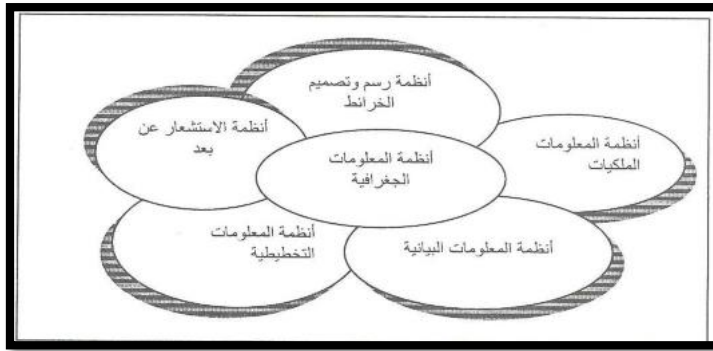 أنظمة رسم وتصميم
الخرائط
أنظمة الاستشعار عن
بعد
أنظمة المعلومات
الملكيات
أنظمة المعلومات
الجغرافية
أنظمة المعلومات
التخطيطية
أنظمة المعلومات البيانية